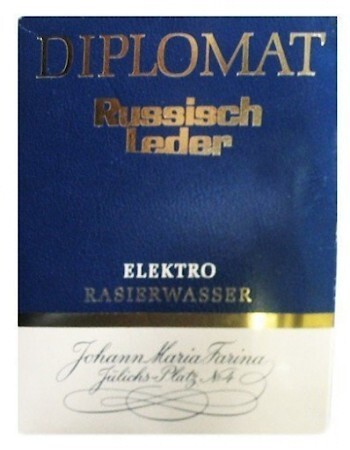 DIPLOMAT
Russisch
Leder
ELEKTRO
RASIERWASSER
Johann Maria Farina
Jülichs-Platz No 4